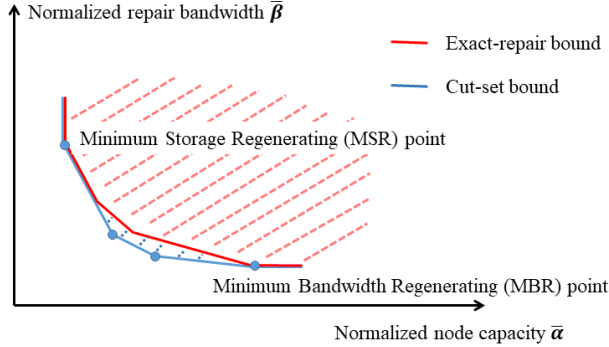 Normalized repair bandwidth β̅
Exact-repair bound
Cut-set bound
Minimum Storage Regenerating (MSR) point
Minimum Bandwidth Regenerating (MBR) point
Normalized node capacity α̅